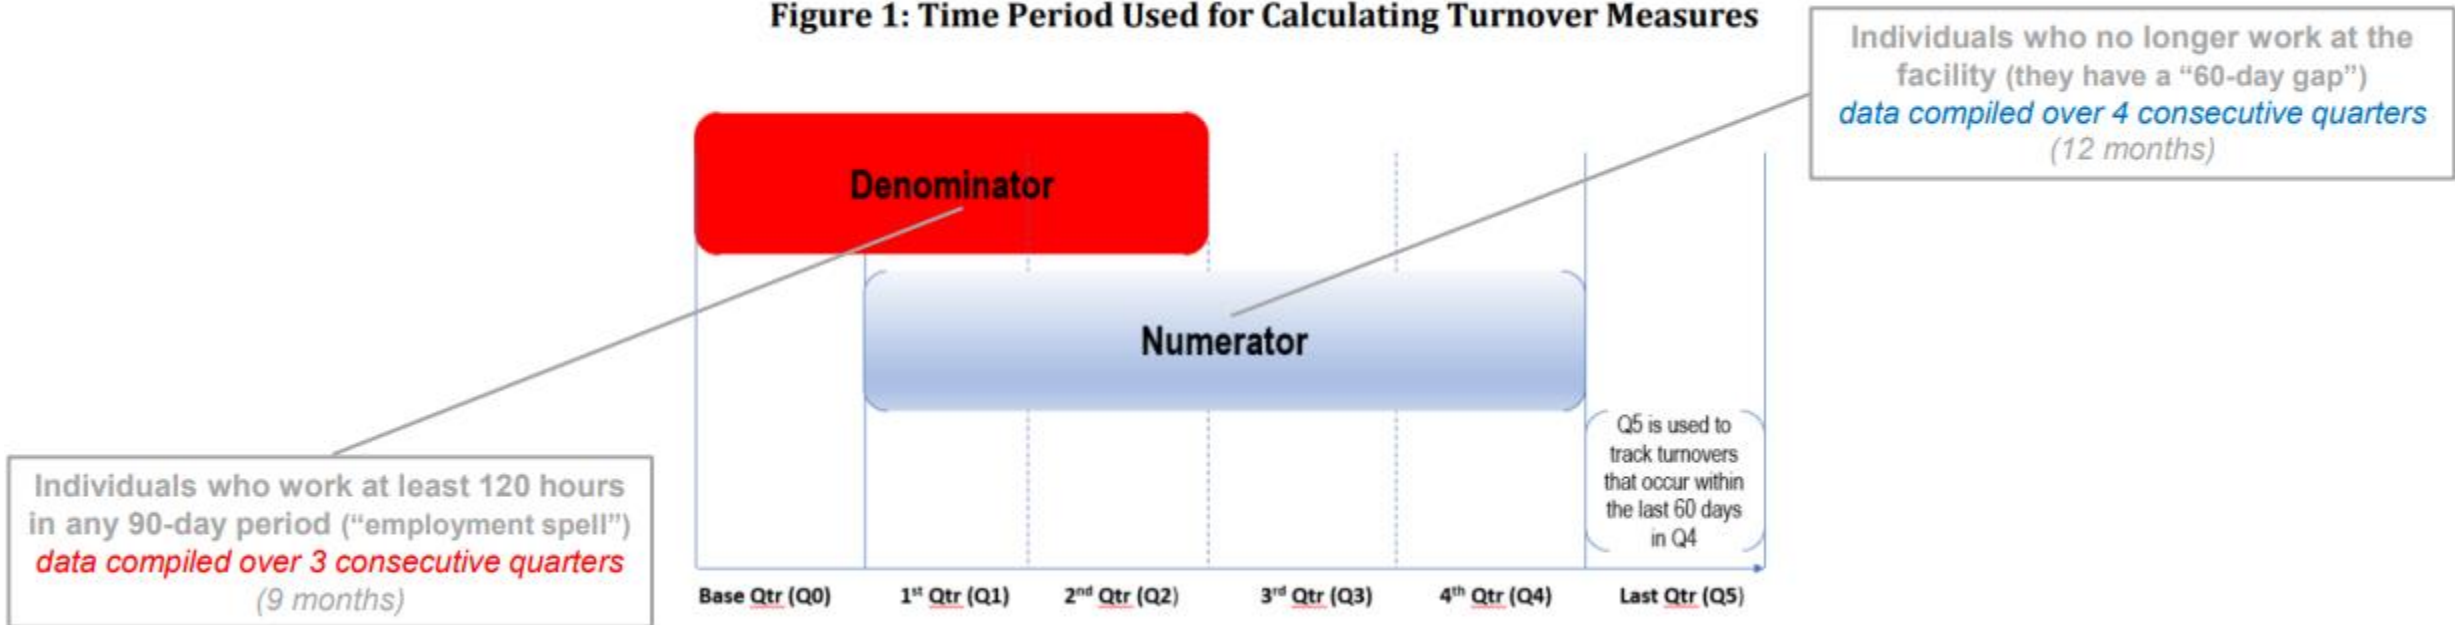 Figure 1: Time Period Used for Calculating Turnover Measures
Individuals who no longer work at the
facility (they have a “60-day gap”)
data compiled over 4 consecutive quarters
(12 months)
Denominator
Numerator
Q5 is used to
track turnovers
that occur within
the last 60 days
in Q4
Individuals who work at least 120 hours
in any 90-day period (“employment spell”)
data compiled over 3 consecutive quarters
(9 months)
Base Qtr (Q0) 1st Qtr (Q1) 2nd Qtr (Q2) 3rd Qtr (Q3) 4th Qtr (Q4) Last Qtr (Q5)